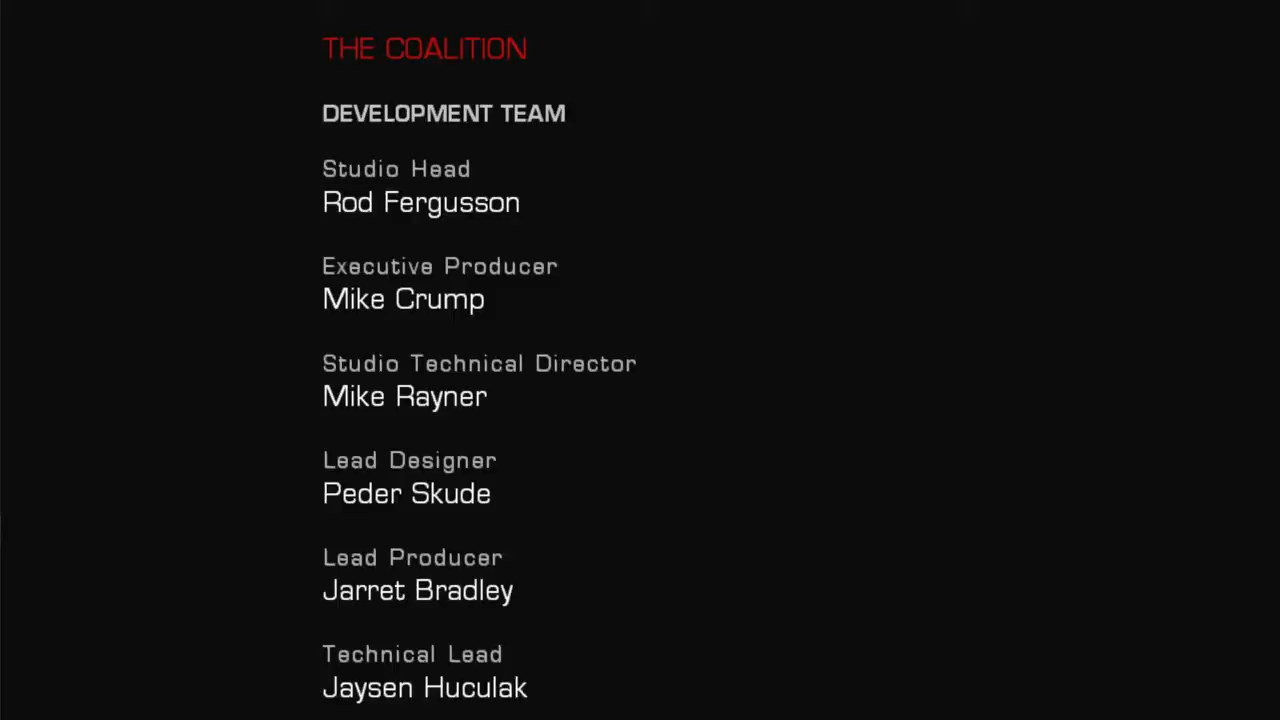 THE COALITION
DEVELOPMENT TEAM
Studio Head
Rod Fergusson
Executive Producer
Mike Crump
Studio Technical Director
Mike Rayner
Lead Designer
Peder Skude
Lead Producer
Jarret Bradley
Technical Lead
Jaysen Huculak